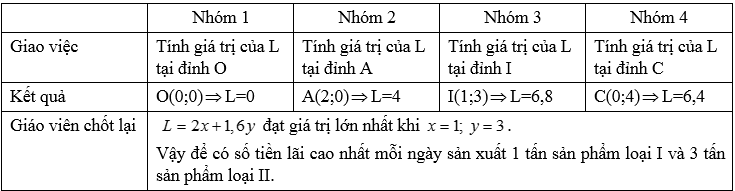 Nhóm 1 Nhóm 2 Nhóm 3 Nhóm 4
Giao việc Tính giá trị của L Tính giá trị của L Tính giá trị của L Tính giá trị của L
tại đỉnh O tại đỉnh A tại đỉnh I tại đỉnh C
Kết quả O(0;0)⇒L=0 A(2;0)⇒L=4 I(1;3)⇒L=6,8 C(0;4)⇒L=6,4
Giáo viên chốt lại L = 2x+1,6y đạt giá trị lớn nhất khi x=1; y=3.
Vậy để có số tiền lãi cao nhất mỗi ngày sản xuất 1 tấn sản phẩm loại I và 3 tấn
sản phẩm loại II.